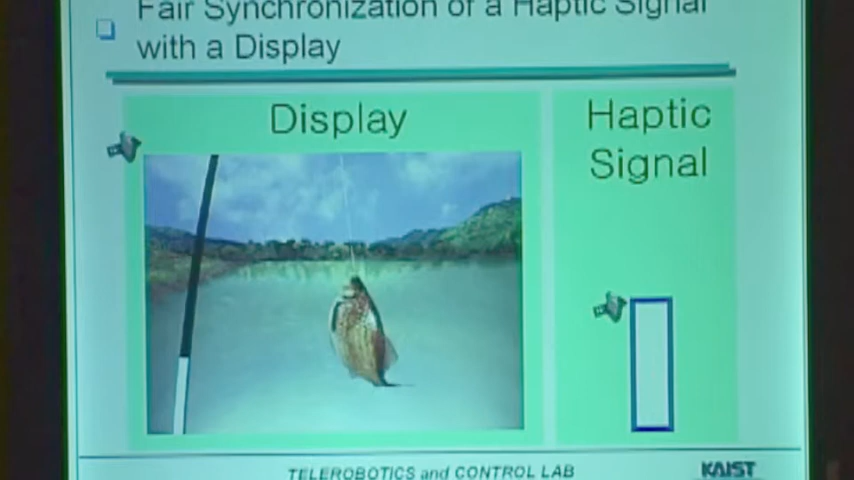 Fair Synchronization of a Haptic Signal
with a Display
Display
Haptic
Signal
TELEROBOTICS and CONTROL LAB
KAIST